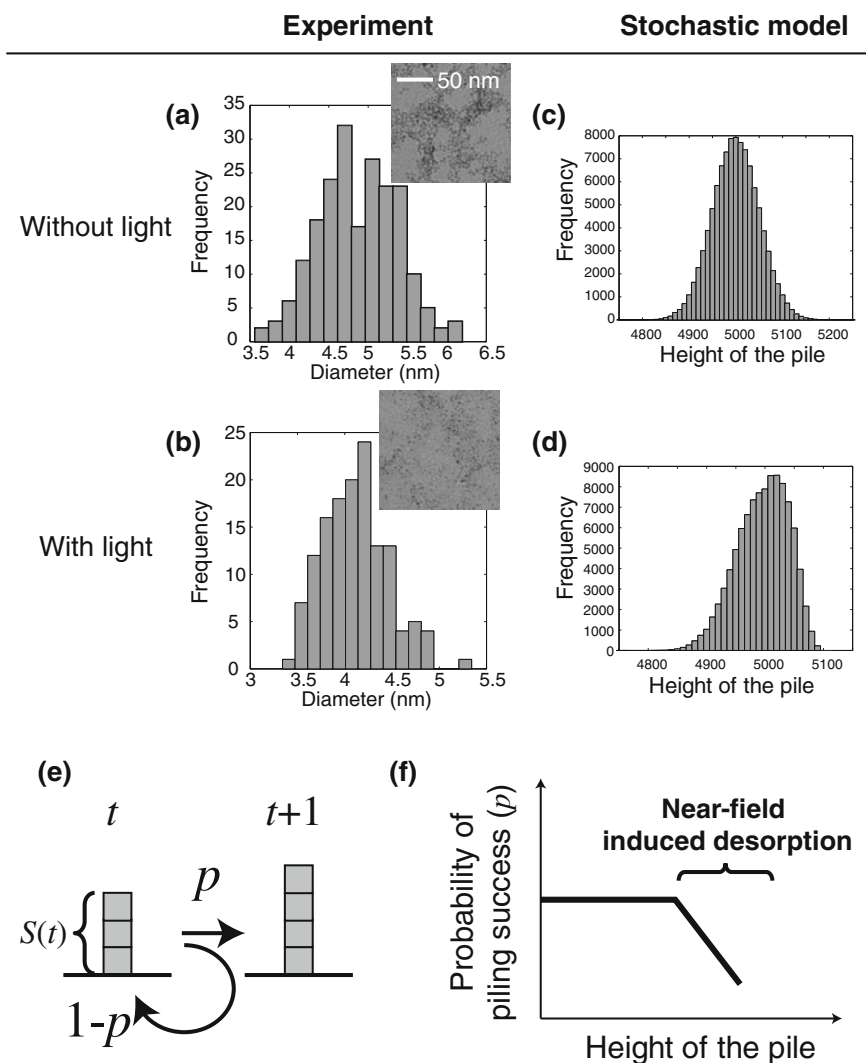 Experiment
Stochastic model
Without light
(a)
50 nm
Frequency
35
30
25
20
15
10
5
0
3.5 4 4.5 5 5.5 6 6.5
Diameter (nm)
(c)
Frequency
8000
7000
6000
5000
4000
3000
2000
1000
0
4800 4900 5000 5100 5200
Height of the pile
With light
(b)
Frequency
25
20
15
10
5
0
3 3.5 4 4.5 5 5.5
Diameter (nm)
(d)
Frequency
9000
8000
7000
6000
5000
4000
3000
2000
1000
0
4800 4900 5000 5100
Height of the pile
(e)
t t+1
p
S(t)
1-p
(f)
Probability of
piling success (p)
Near-field
induced desorption
Height of the pile